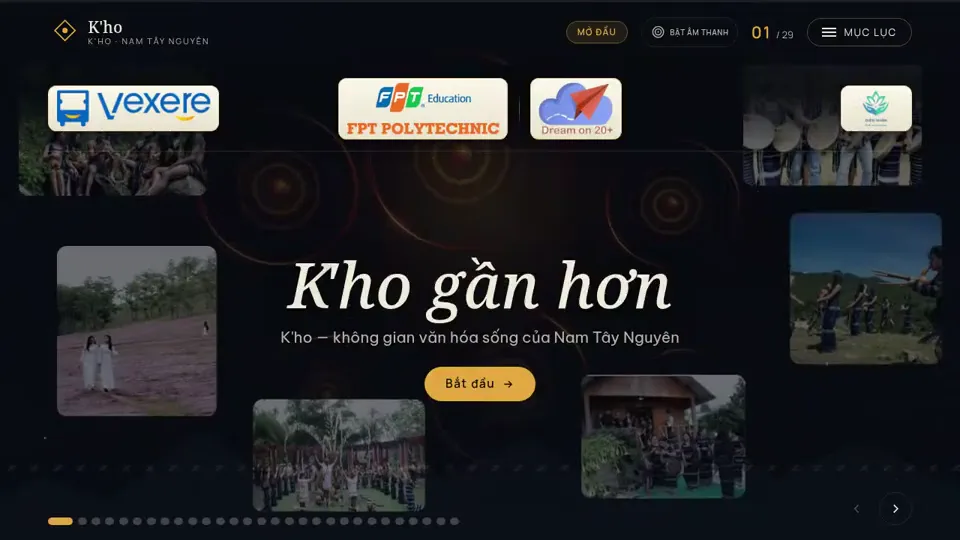 K'ho
K'HO · NAM TÂY NGUYÊN
MỞ ĐẦU
BẬT ÂM THANH
01 / 29
MỤC LỤC
vexere
FPT Education
FPT POLYTECHNIC
Dream on 20+
K'ho gần hơn
K'ho — không gian văn hóa sống của Nam Tây Nguyên
Bắt đầu →